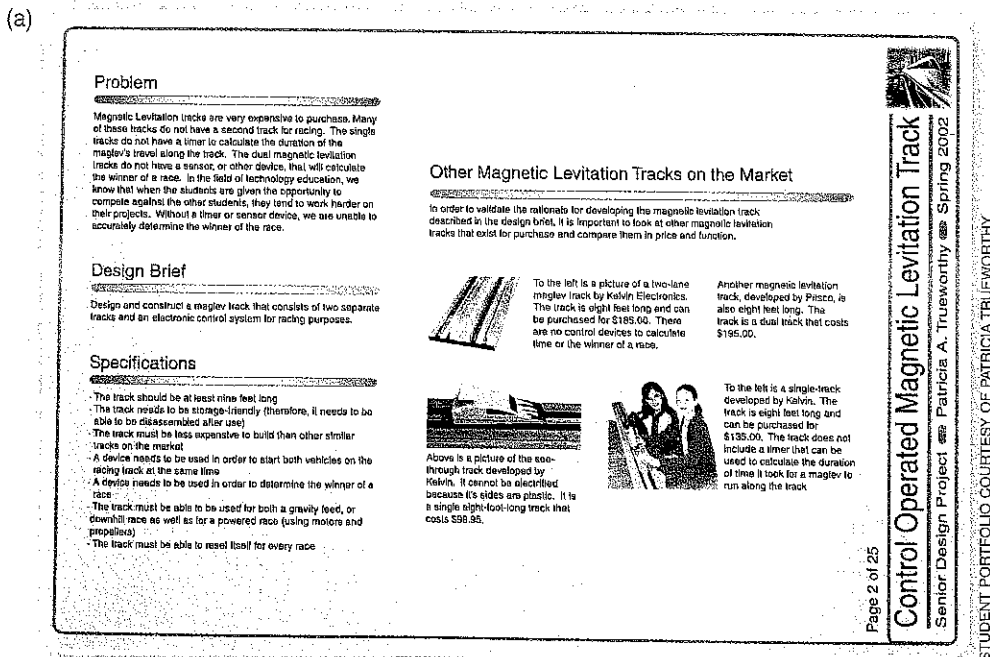 (a)
Problem
Magnetic Levitation tracks are very expensive to purchase. Many
of these tracks do not have a second track for racing. The single
tracks do not have a timer to calculate the duration of the
maglev's travel along the track. The dual magnetic levitation
tracks do not have a sensor, or other device, that will calculate
the winner of a race. In the field of technology education, we
know that when the students are given the opportunity to
compete against the other students, they tend to work harder on
their projects. Without a timer or sensor device, we are unable to
accurately determine the winner of the race.
Design Brief
Design and construct a maglev track that consists of two separate
tracks and an electronic control system for racing purposes.
Specifications
- The track should be at least nine feet long
- The track needs to be storage-friendly (therefore, it needs to be
able to be disassembled after use)
- The track must be less expensive to build than other similar
tracks on the market
- A device needs to be used in order to start both vehicles on the
racing track at the same time
- A device needs to be used in order to determine the winner of a
race
- The track must be able to be used for both a gravity feed, or
downhill race as well as for a powered race (using motors and
propellers)
- The track must be able to reset itself for every race
Other Magnetic Levitation Tracks on the Market
In order to validate the rationale for developing the magnetic levitation track
described in the design brief, it is important to look at other magnetic levitation
tracks that exist for purchase and compare them in price and function.
To the left is a picture of a two-lane
maglev track by Kelvin Electronics.
The track is eight feet long and can
be purchased for $185.00. There
are no control devices to calculate
time or the winner of a race.
Another magnetic levitation
track, developed by Pitsco, is
also eight feet long. The
track is a dual track that costs
$195.00.
Above is a picture of the see-
through track developed by
Kelvin. It cannot be electrified
because it's sides are plastic. It is
a single eight-foot-long track that
costs $98.95.
To the left is a single-track
developed by Kelvin. The
track is eight feet long and
can be purchased for
$135.00. The track does not
include a timer that can be
used to calculate the duration
of time it took for a maglev to
run along the track
Page 2 of 25
Control Operated Magnetic Levitation Track
Senior Design Project Patricia A. Trueworthy Spring 2002
STUDENT PORTFOLIO COURTESY OF PATRICIA TRUEWORTHY